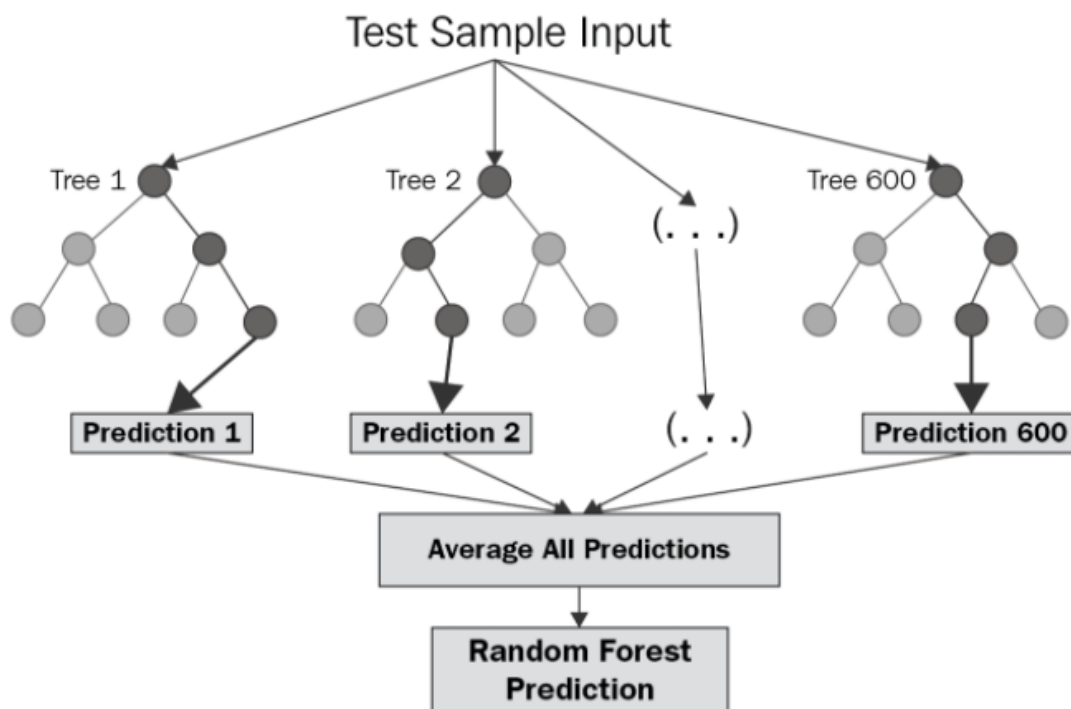 Test Sample Input
Tree 1
Tree 2
Tree 600
(. . .)
Prediction 1
Prediction 2
(. . .)
Prediction 600
Average All Predictions
Random Forest
Prediction